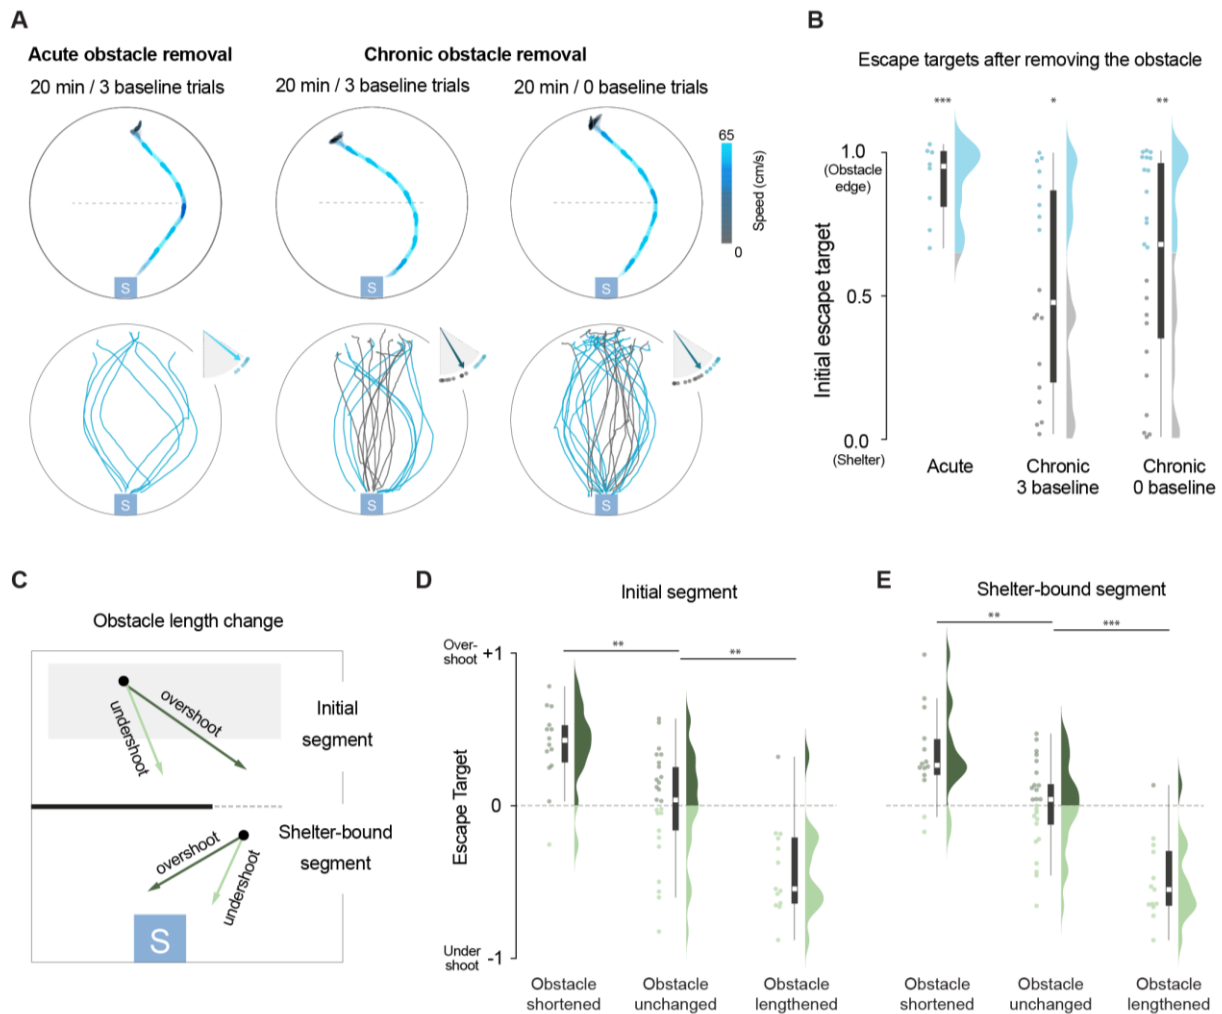 A
Acute obstacle removal
Chronic obstacle removal
20 min / 3 baseline trials
20 min / 3 baseline trials
20 min / 0 baseline trials
65
Speed (cm/s)
0
S
S
S
S
S
S
B
Escape targets after removing the obstacle
***
*
**
1.0
(Obstacle
edge)
0.5
0.0
(Shelter)
Initial escape target
Acute
Chronic
3 baseline
Chronic
0 baseline
C
Obstacle length change
overshoot
undershoot
Initial
segment
Shelter-bound
segment
overshoot
undershoot
S
D
Initial segment
**
**
Over-
shoot
+1
0
Under
shoot
-1
Escape Target
Obstacle
shortened
Obstacle
unchanged
Obstacle
lengthened
E
Shelter-bound segment
**
***
0
Obstacle
shortened
Obstacle
unchanged
Obstacle
lengthened